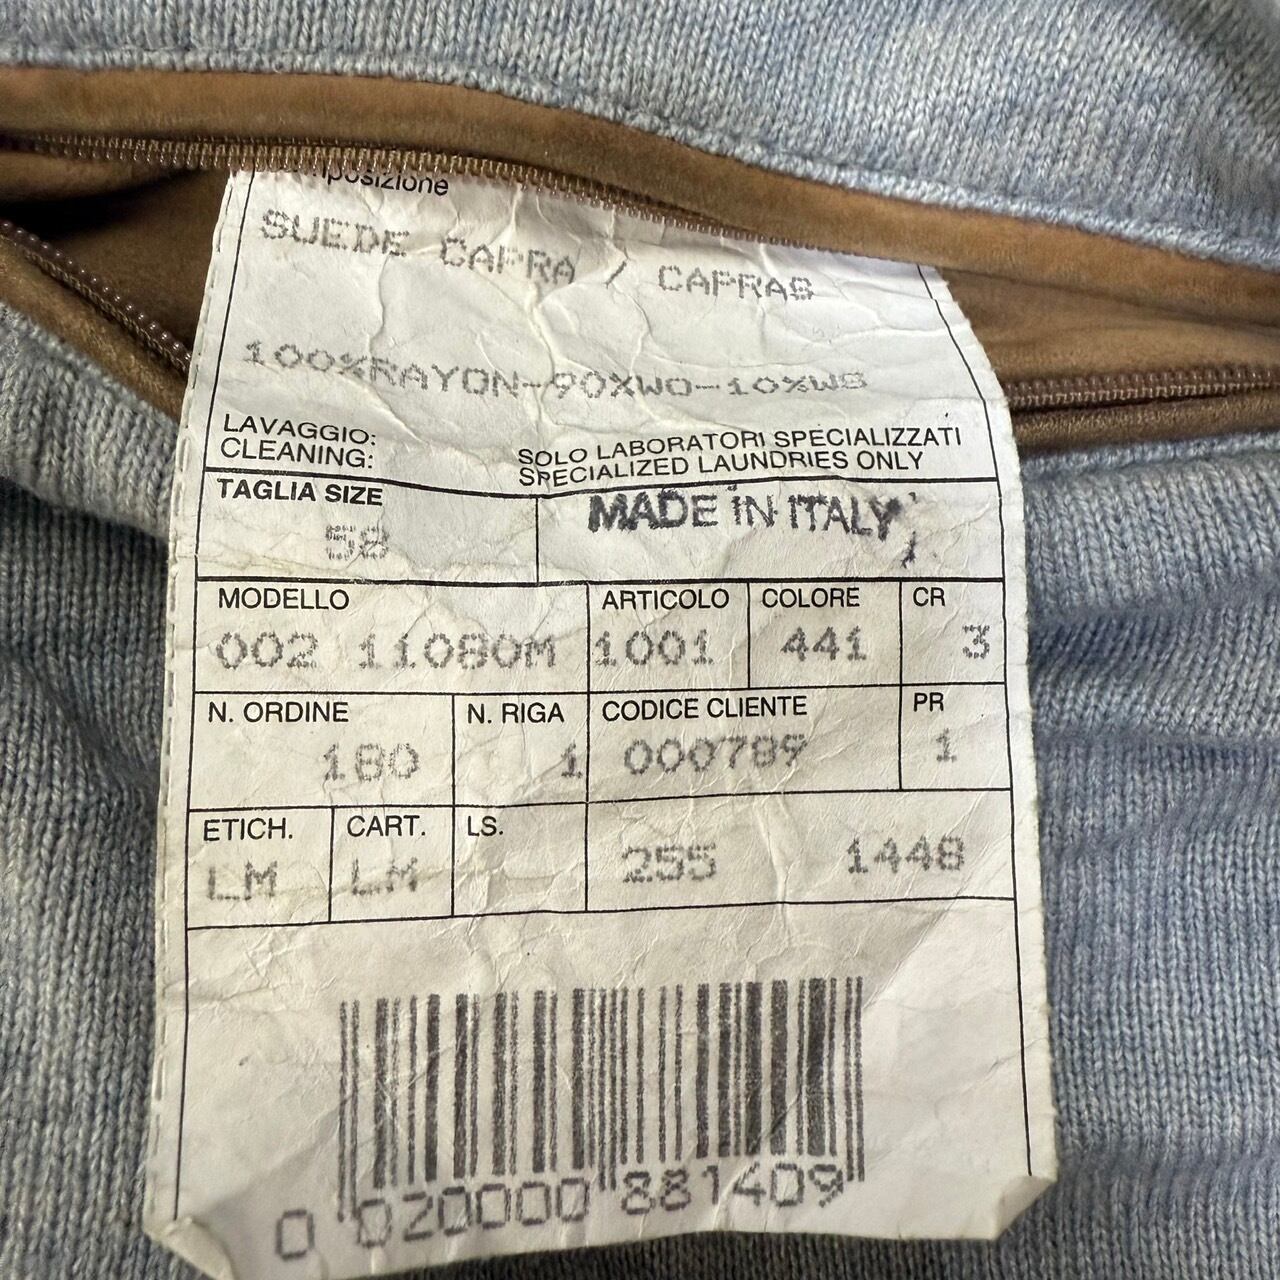 mposizione
SUEDE CAPRA / CAPRAS
100%RAYON-90%WO-10%WS
LAVAGGIO: SOLO LABORATORI SPECIALIZZATI
CLEANING: SPECIALIZED LAUNDRIES ONLY
TAGLIA SIZE
58
MADE IN ITALY
MODELLO ARTICOLO COLORE CR
002 11080M 1001 441 3
N. ORDINE N. RIGA CODICE CLIENTE PR
180 1 000789 1
ETICH. CART. LS.
LM LM 255 1448
0 020000 881409